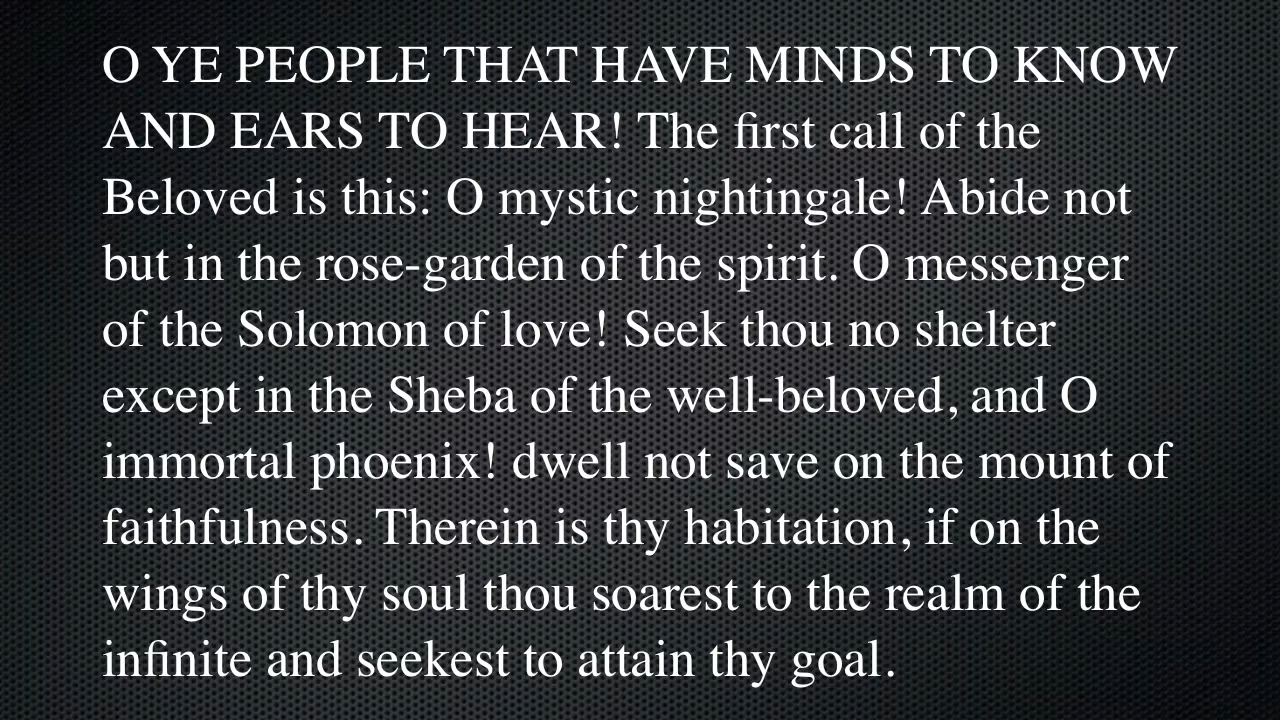 O YE PEOPLE THAT HAVE MINDS TO KNOW
AND EARS TO HEAR! The first call of the
Beloved is this: O mystic nightingale! Abide not
but in the rose-garden of the spirit. O messenger
of the Solomon of love! Seek thou no shelter
except in the Sheba of the well-beloved, and O
immortal phoenix! dwell not save on the mount of
faithfulness. Therein is thy habitation, if on the
wings of thy soul thou soarest to the realm of the
infinite and seekest to attain thy goal.